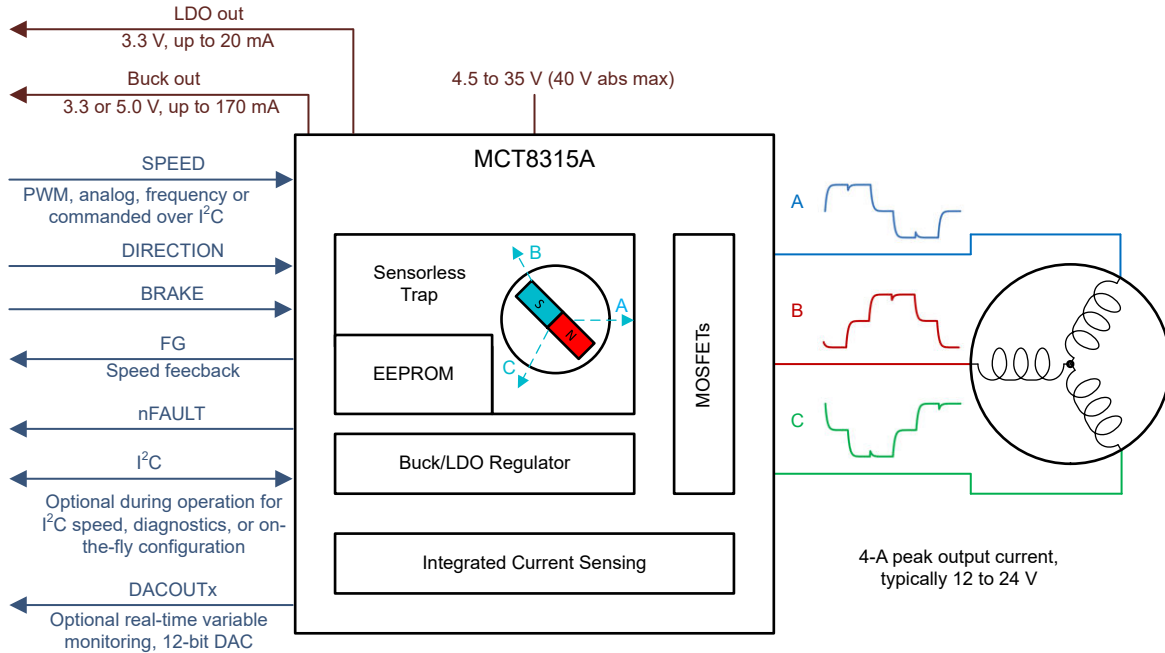 LDO out
3.3 V, up to 20 mA
Buck out
3.3 or 5.0 V, up to 170 mA
4.5 to 35 V (40 V abs max)
MCT8315A
SPEED
PWM, analog, frequency or
commanded over I²C
DIRECTION
BRAKE
FG
Speed feecback
nFAULT
I²C
Optional during operation for
I²C speed, diagnostics, or on-
the-fly configuration
DACOUTx
Optional real-time variable
monitoring, 12-bit DAC
Sensorless
Trap
B
S
A
N
C
EEPROM
MOSFETs
Buck/LDO Regulator
Integrated Current Sensing
A
B
C
4-A peak output current,
typically 12 to 24 V